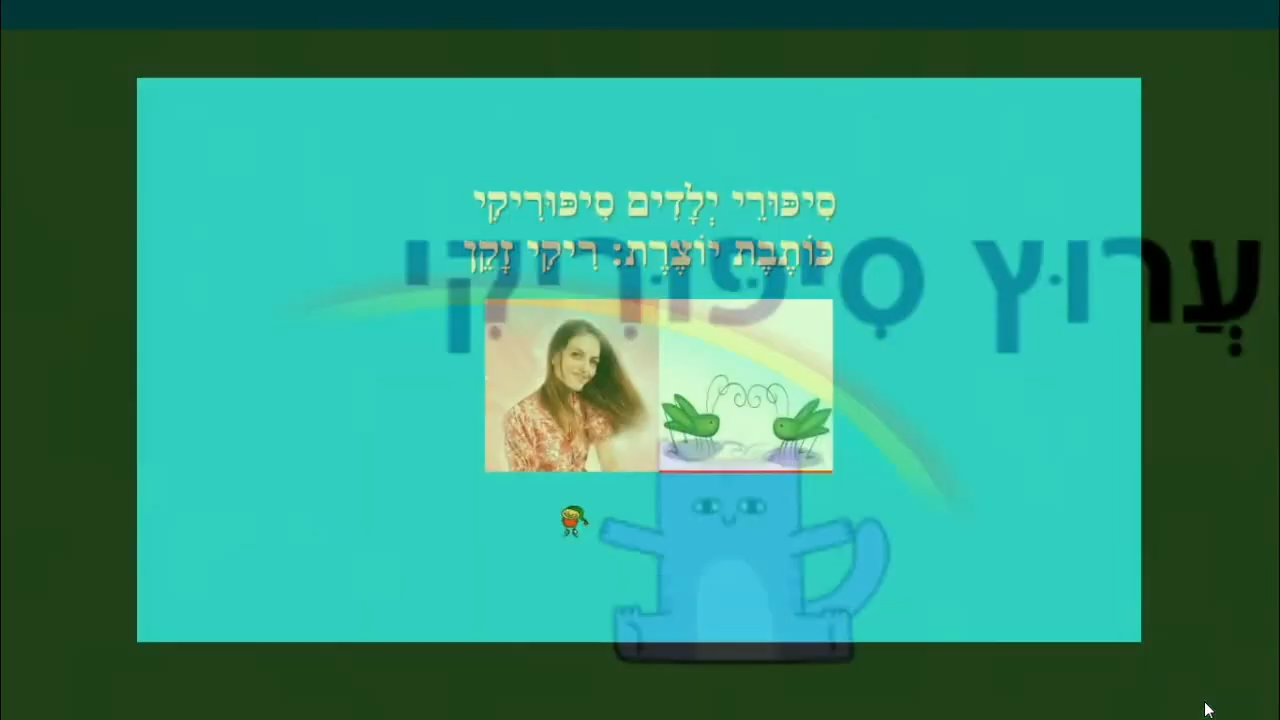 סִיפּוּרֵי יְלָדִים סִיפּוּרִיקִי
כּוֹתֶבֶת יוֹצֶרֶת: רִיקִי זָקֵן
עֲרוּץ סִיפּוּרִיקִי